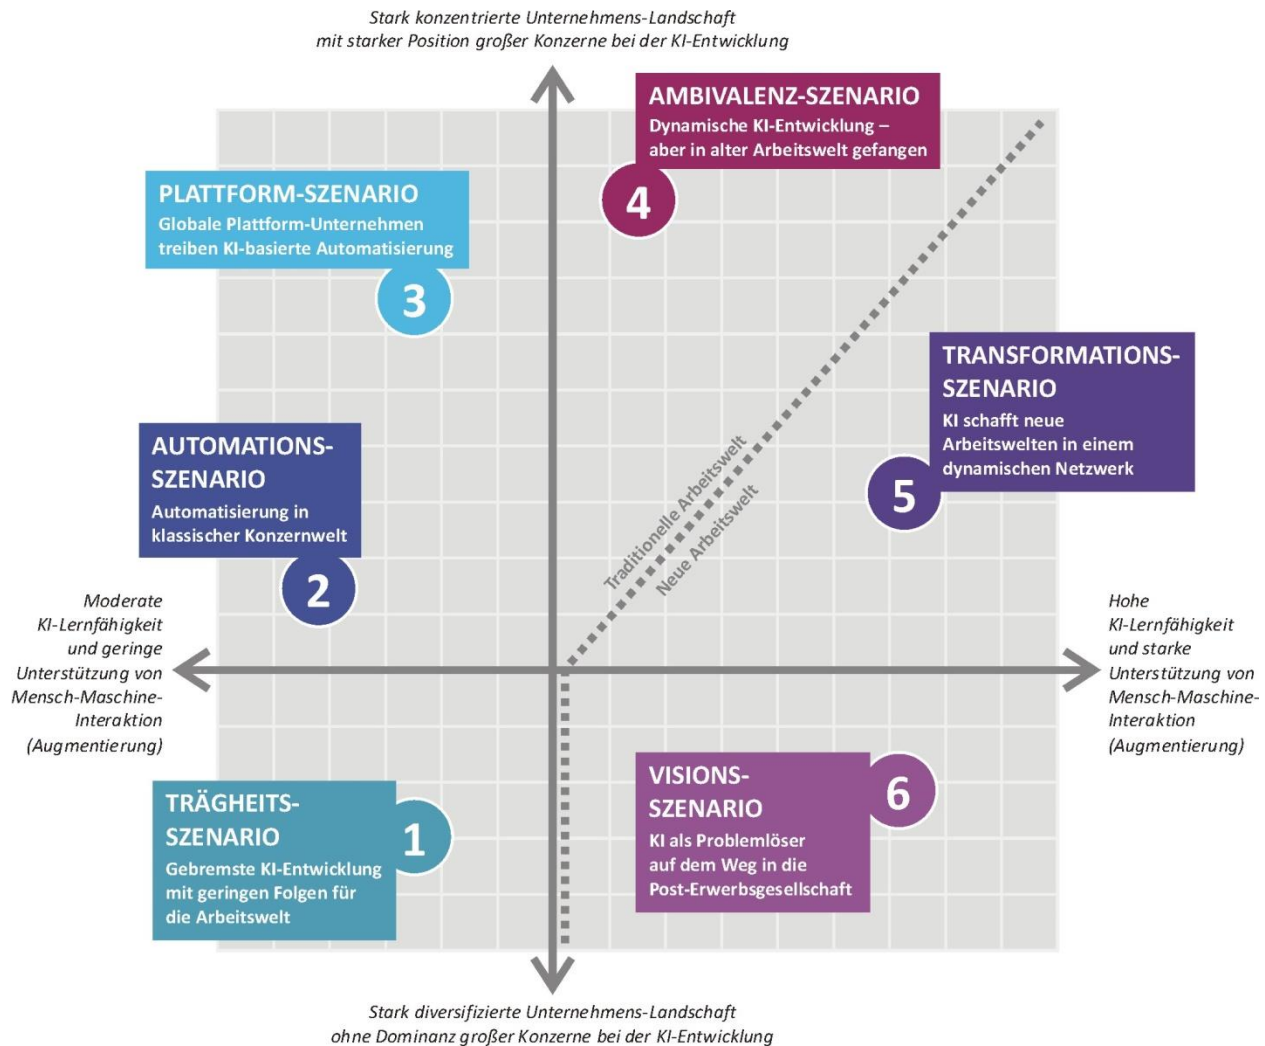 Stark konzentrierte Unternehmens-Landschaft
mit starker Position großer Konzerne bei der KI-Entwicklung
AMBIVALENZ-SZENARIO
Dynamische KI-Entwicklung –
aber in alter Arbeitswelt gefangen
4
PLATTFORM-SZENARIO
Globale Plattform-Unternehmen
treiben KI-basierte Automatisierung
3
TRANSFORMATIONS-
SZENARIO
KI schafft neue
Arbeitswelten in einem
dynamischen Netzwerk
5
AUTOMATIONS-
SZENARIO
Automatisierung in
klassischer Konzernwelt
2
Traditionelle Arbeitswelt
Neue Arbeitswelt
Moderate
KI-Lernfähigkeit
und geringe
Unterstützung von
Mensch-Maschine-
Interaktion
(Augmentierung)
Hohe
KI-Lernfähigkeit
und starke
Unterstützung von
Mensch-Maschine-
Interaktion
(Augmentierung)
TRÄGHEITS-
SZENARIO
Gebremste KI-Entwicklung
mit geringen Folgen für
die Arbeitswelt
1
VISIONS-
SZENARIO
KI als Problemlöser
auf dem Weg in die
Post-Erwerbsgesellschaft
6
Stark diversifizierte Unternehmens-Landschaft
ohne Dominanz großer Konzerne bei der KI-Entwicklung